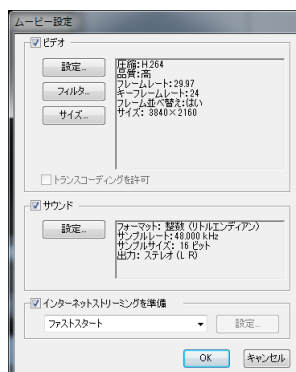 ムービー設定
ビデオ
設定...
フィルタ...
サイズ...
圧縮:H.264
品質:高
フレームレート:29.97
キーフレームレート:24
フレーム並べ替え:はい
サイズ: 3840×2160
トランスコーディングを許可
サウンド
設定...
フォーマット: 整数 (リトルエンディアン)
サンプルレート: 48.000 kHz
サンプルサイズ: 16 ビット
出力: ステレオ (L R)
インターネットストリーミングを準備
ファストスタート
設定...
OK
キャンセル